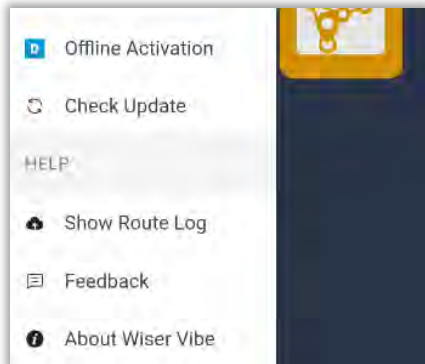 Offline Activation
Check Update
HELP
Show Route Log
Feedback
About Wiser Vibe